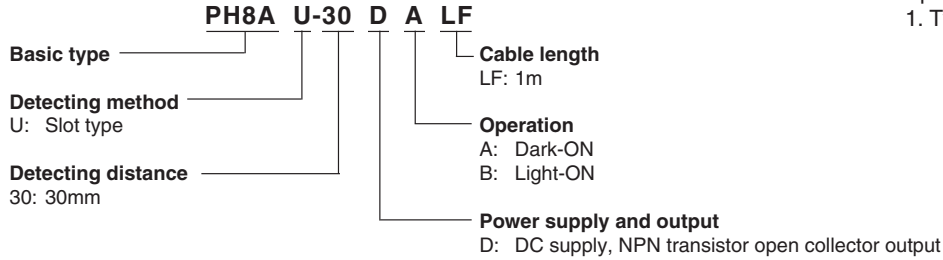 PH8A U-30 D A LF
1. T
Basic type
Cable length
LF: 1m
Detecting method
U: Slot type
Operation
A: Dark-ON
B: Light-ON
Detecting distance
30: 30mm
Power supply and output
D: DC supply, NPN transistor open collector output